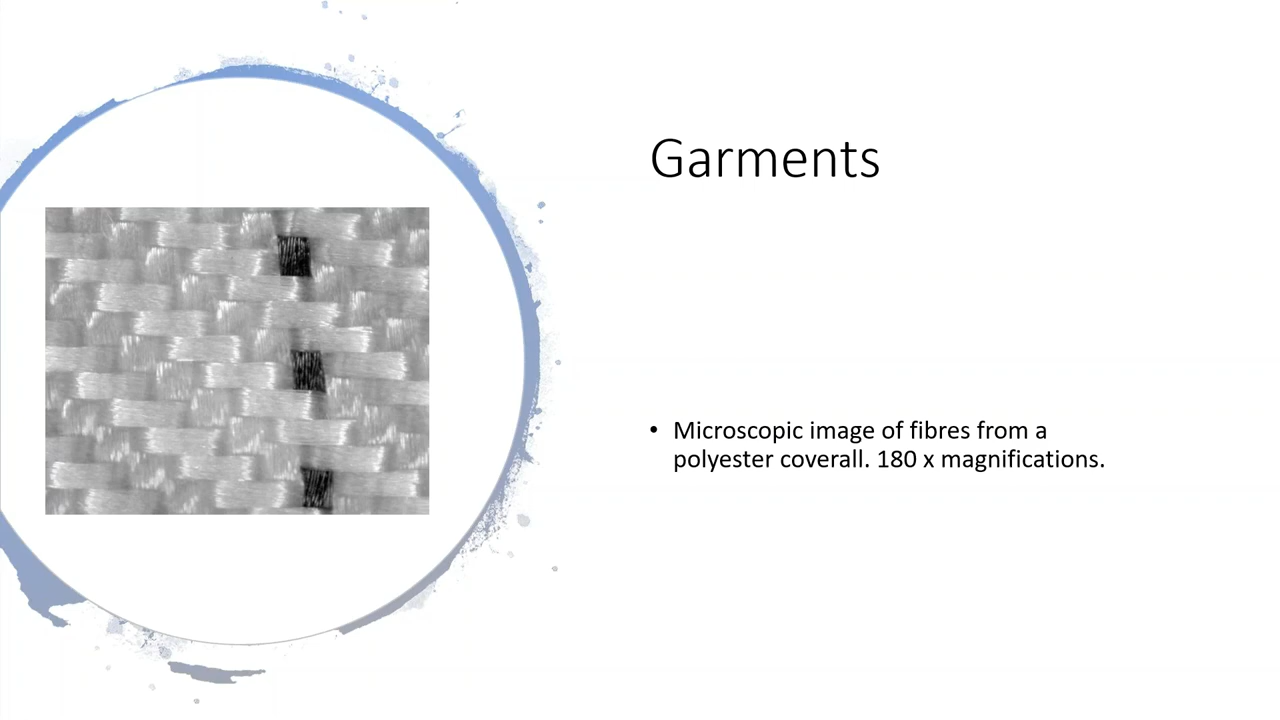 Garments
• Microscopic image of fibres from a
polyester coverall. 180 x magnifications.